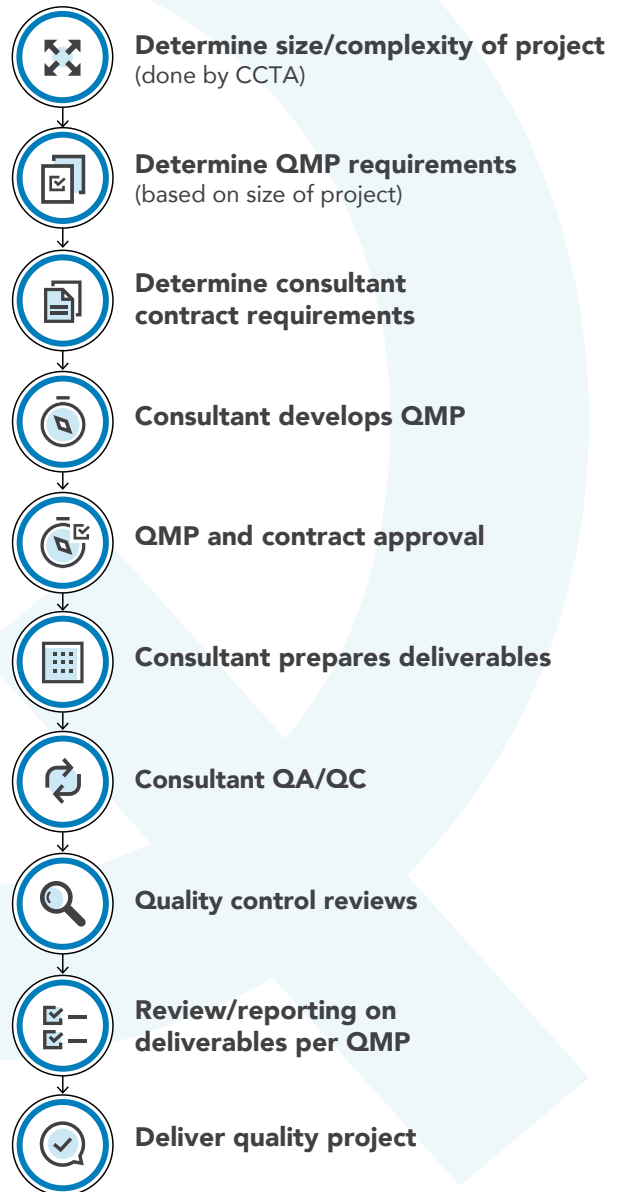 Determine size/complexity of project
(done by CCTA)
Determine QMP requirements
(based on size of project)
Determine consultant
contract requirements
Consultant develops QMP
QMP and contract approval
Consultant prepares deliverables
Consultant QA/QC
Quality control reviews
Review/reporting on
deliverables per QMP
Deliver quality project